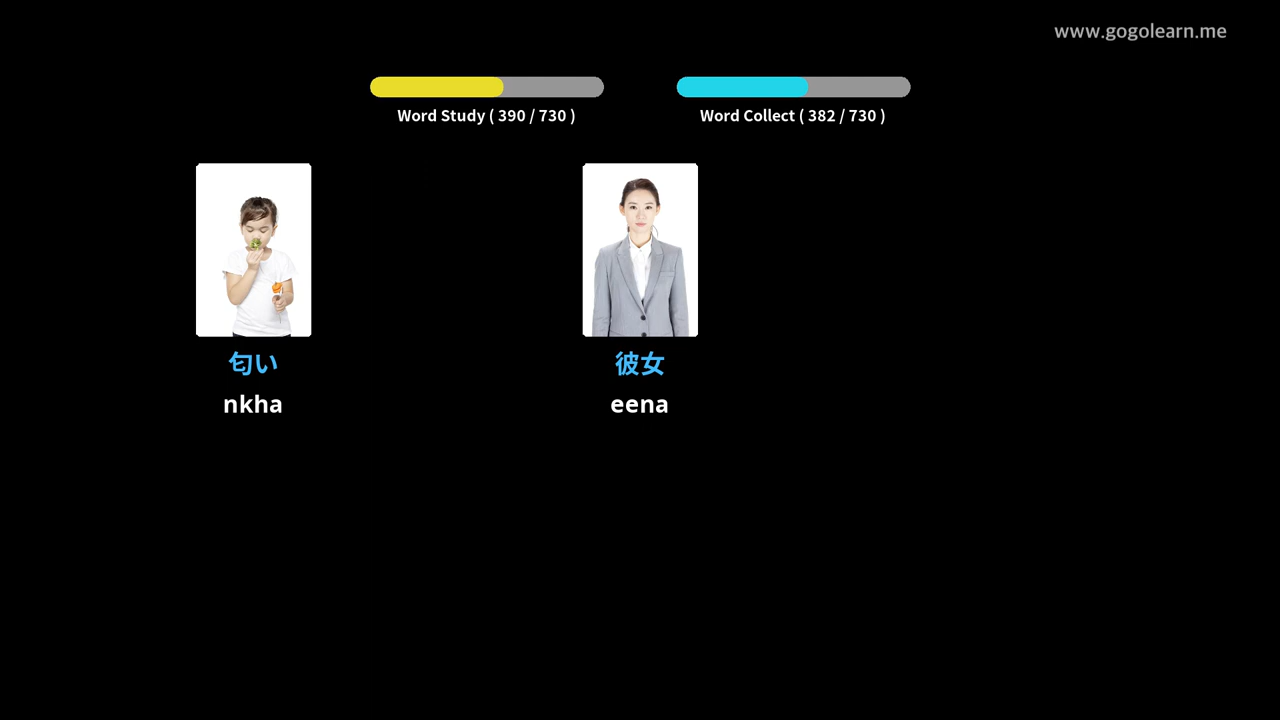 www.gogolearn.me
Word Study ( 390 / 730 )
Word Collect ( 382 / 730 )
匂い
nkha
彼女
eena